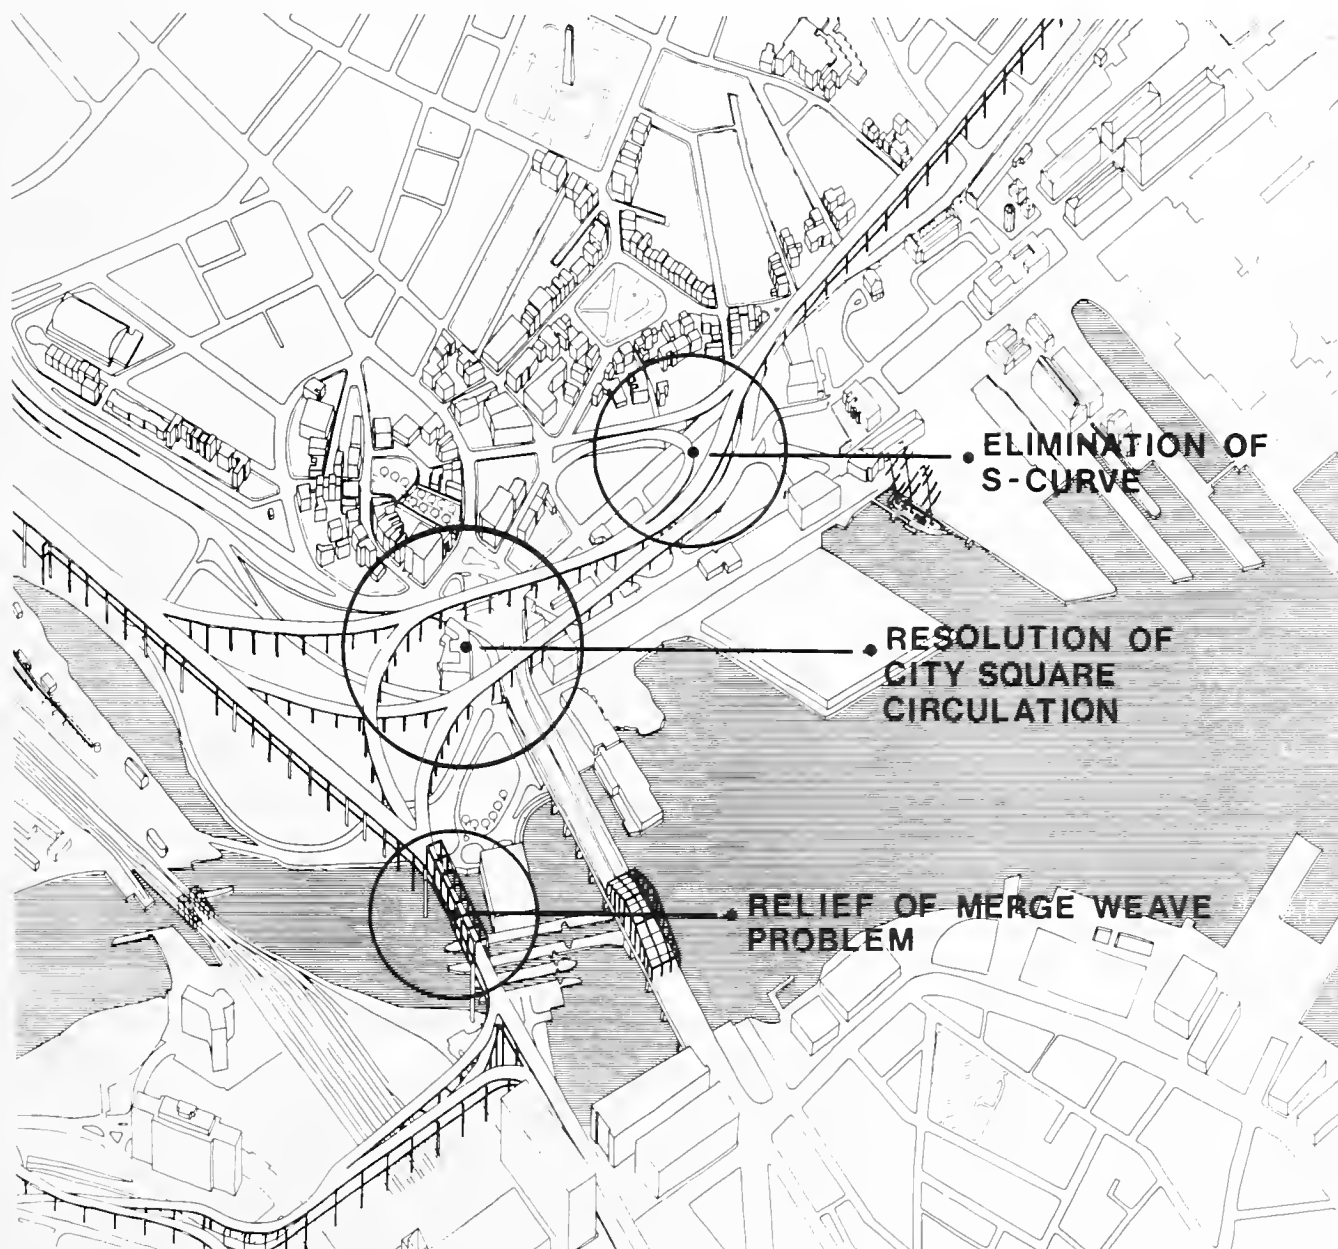 ELIMINATION OF
S-CURVE
RESOLUTION OF
CITY SQUARE
CIRCULATION
RELIEF OF MERGE WEAVE
PROBLEM